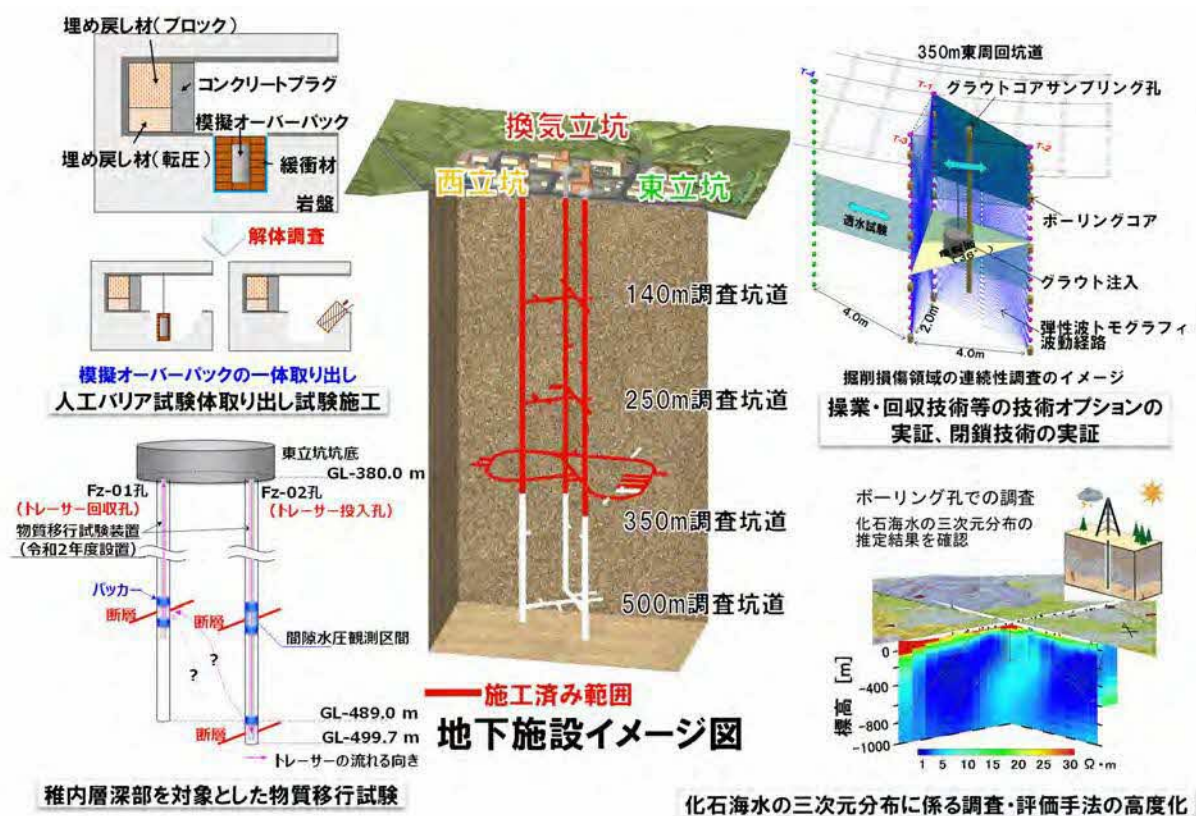 埋め戻し材(ブロック)
コンクリートプラグ
模擬オーバーパック
埋め戻し材(転圧)
緩衝材
岩盤
解体調査
模擬オーバーパックの一体取り出し
人工バリア試験体取り出し試験施工
東立坑坑底
GL-380.0 m
Fz-01孔
(トレーサー回収孔)
Fz-02孔
(トレーサー投入孔)
物質移行試験装置
(令和2年度設置)
パッカー
断層
断層
間隙水圧観測区間
?
?
GL-489.0 m
断層
GL-499.7 m
トレーサーの流れる向き
稚内層深部を対象とした物質移行試験
換気立坑
西立坑
東立坑
140m調査坑道
250m調査坑道
350m調査坑道
500m調査坑道
施工済み範囲
地下施設イメージ図
350m東周回坑道
T-4
T-1
グラウトコアサンプリング孔
T-3
T-2
ボーリングコア
透水試験
グラウト注入
弾性波トモグラフィ
波動経路
4.0m
2.0m
4.0m
掘削損傷領域の連続性調査のイメージ
操業・回収技術等の技術オプションの
実証、閉鎖技術の実証
ボーリング孔での調査
化石海水の三次元分布の
推定結果を確認
標高 [m]
0
-400
-800
-1000
1 5 10 15 20 25 30 Ω・m
化石海水の三次元分布に係る調査・評価手法の高度化